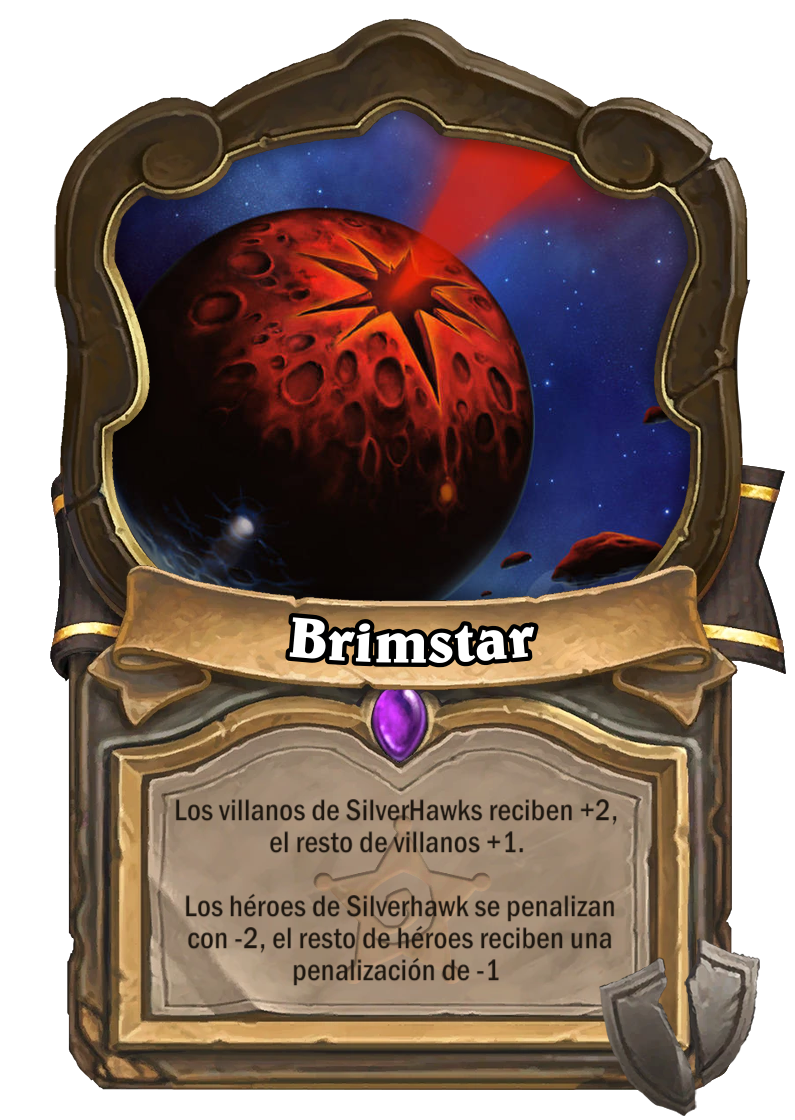 Brimstar
Los villanos de SilverHawks reciben +2,
el resto de villanos +1.
Los héroes de Silverhawk se penalizan
con -2, el resto de héroes reciben una
penalización de -1